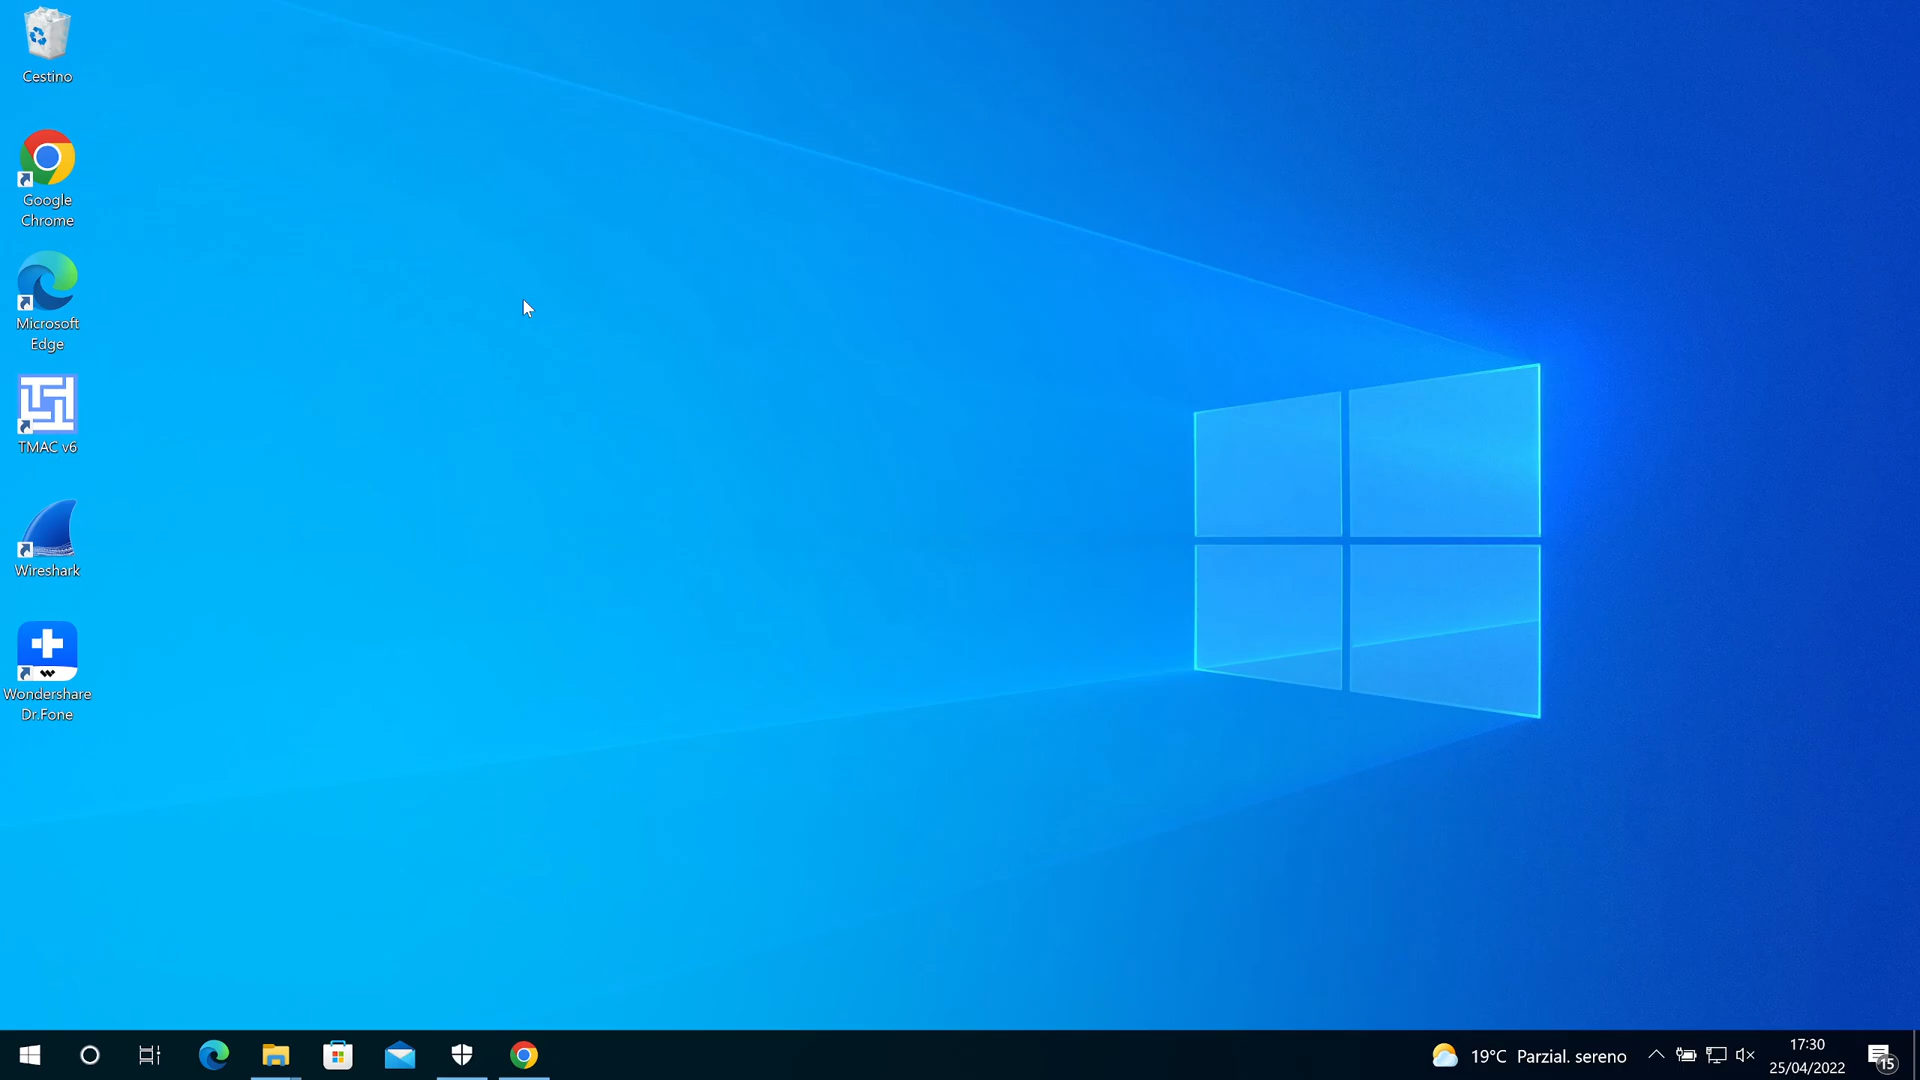 Cestino
Google
Chrome
Microsoft
Edge
TMAC v6
Wireshark
Wondershare
Dr.Fone
19°C Parzial. sereno
17:30
25/04/2022
15